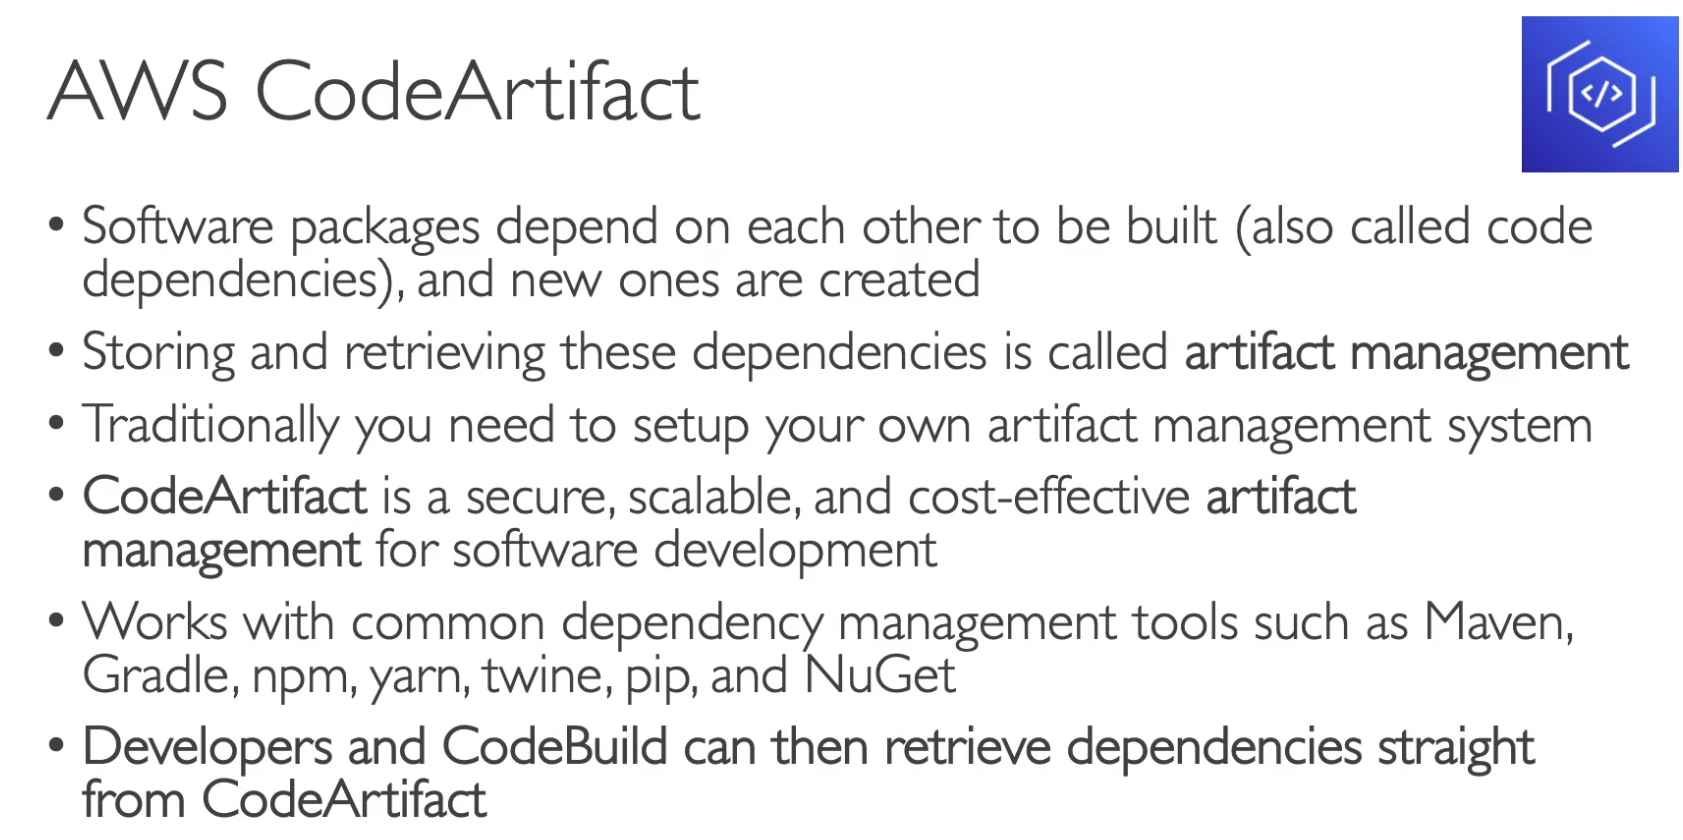 AWS CodeArtifact
</>
• Software packages depend on each other to be built (also called code
dependencies), and new ones are created
• Storing and retrieving these dependencies is called artifact management
• Traditionally you need to setup your own artifact management system
• CodeArtifact is a secure, scalable, and cost-effective artifact
management for software development
• Works with common dependency management tools such as Maven,
Gradle, npm, yarn, twine, pip, and NuGet
• Developers and CodeBuild can then retrieve dependencies straight
from CodeArtifact